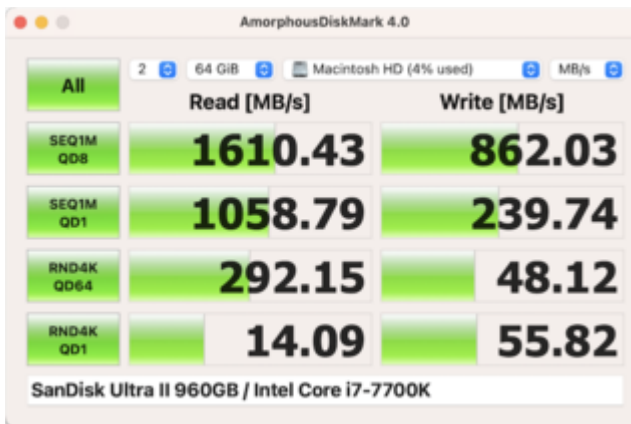 AmorphousDiskMark 4.0
All 2 64 GiB Macintosh HD (4% used) MB/s
Read [MB/s] Write [MB/s]
SEQ1M QD8 1610.43 862.03
SEQ1M QD1 1058.79 239.74
RND4K QD64 292.15 48.12
RND4K QD1 14.09 55.82
SanDisk Ultra II 960GB / Intel Core i7-7700K